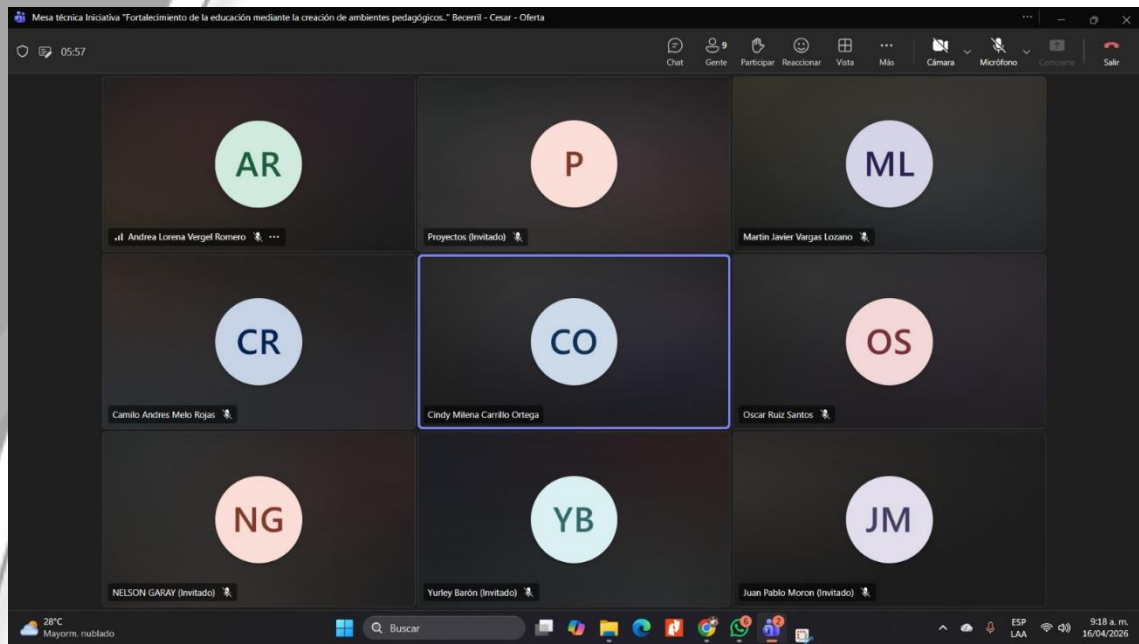 Mesa técnica Iniciativa "Fortalecimiento de la educación mediante la creación de ambientes pedagógicos.." Becerril - Cesar - Oferta
05:57
Chat
Gente 9
Participar
Reaccionar
Vista
Más
Cámara
Micrófono
Comparte
Salir
AR
Andrea Lorena Vergel Romero
P
Proyectos (Invitado)
ML
Martin Javier Vargas Lozano
CR
Camilo Andres Melo Rojas
CO
Cindy Milena Carrillo Ortega
OS
Oscar Ruiz Santos
NG
NELSON GARAY (Invitado)
YB
Yurley Barón (Invitado)
JM
Juan Pablo Moron (Invitado)
28°C
Mayorm. nublado
Buscar
ESP
LAA
9:18 a. m.
16/04/2026